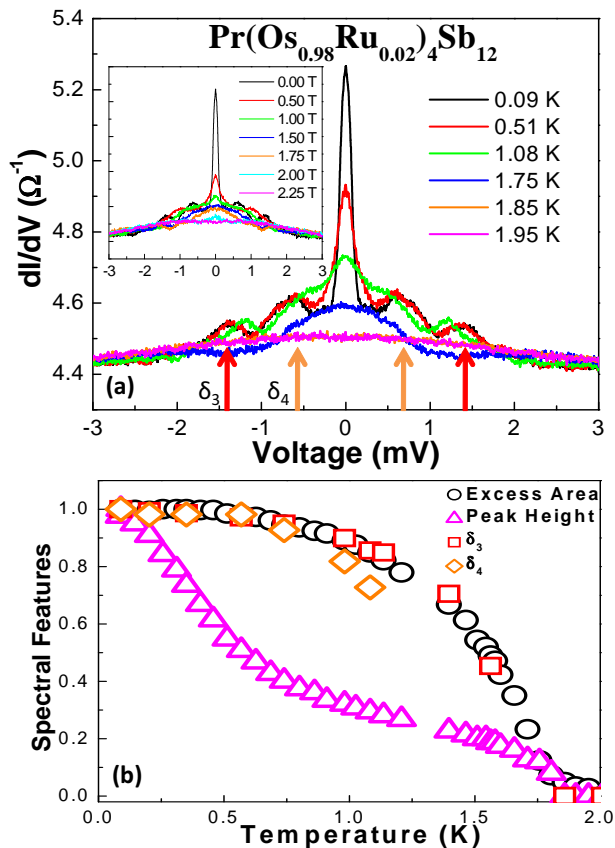 Pr(Os0.98Ru0.02)4Sb12
5.4
5.2
5.0
4.8
4.6
4.4
dI/dV (Ω-1)
0.00 T
0.50 T
1.00 T
1.50 T
1.75 T
2.00 T
2.25 T
-3 -2 -1 0 1 2 3
0.09 K
0.51 K
1.08 K
1.75 K
1.85 K
1.95 K
(a)
δ3 δ4
-3 -2 -1 0 1 2 3
Voltage (mV)
1.0
0.8
0.6
0.4
0.2
0.0
Spectral Features
Excess Area
Peak Height
δ3
δ4
(b)
0.0 0.5 1.0 1.5 2.0
Temperature (K)